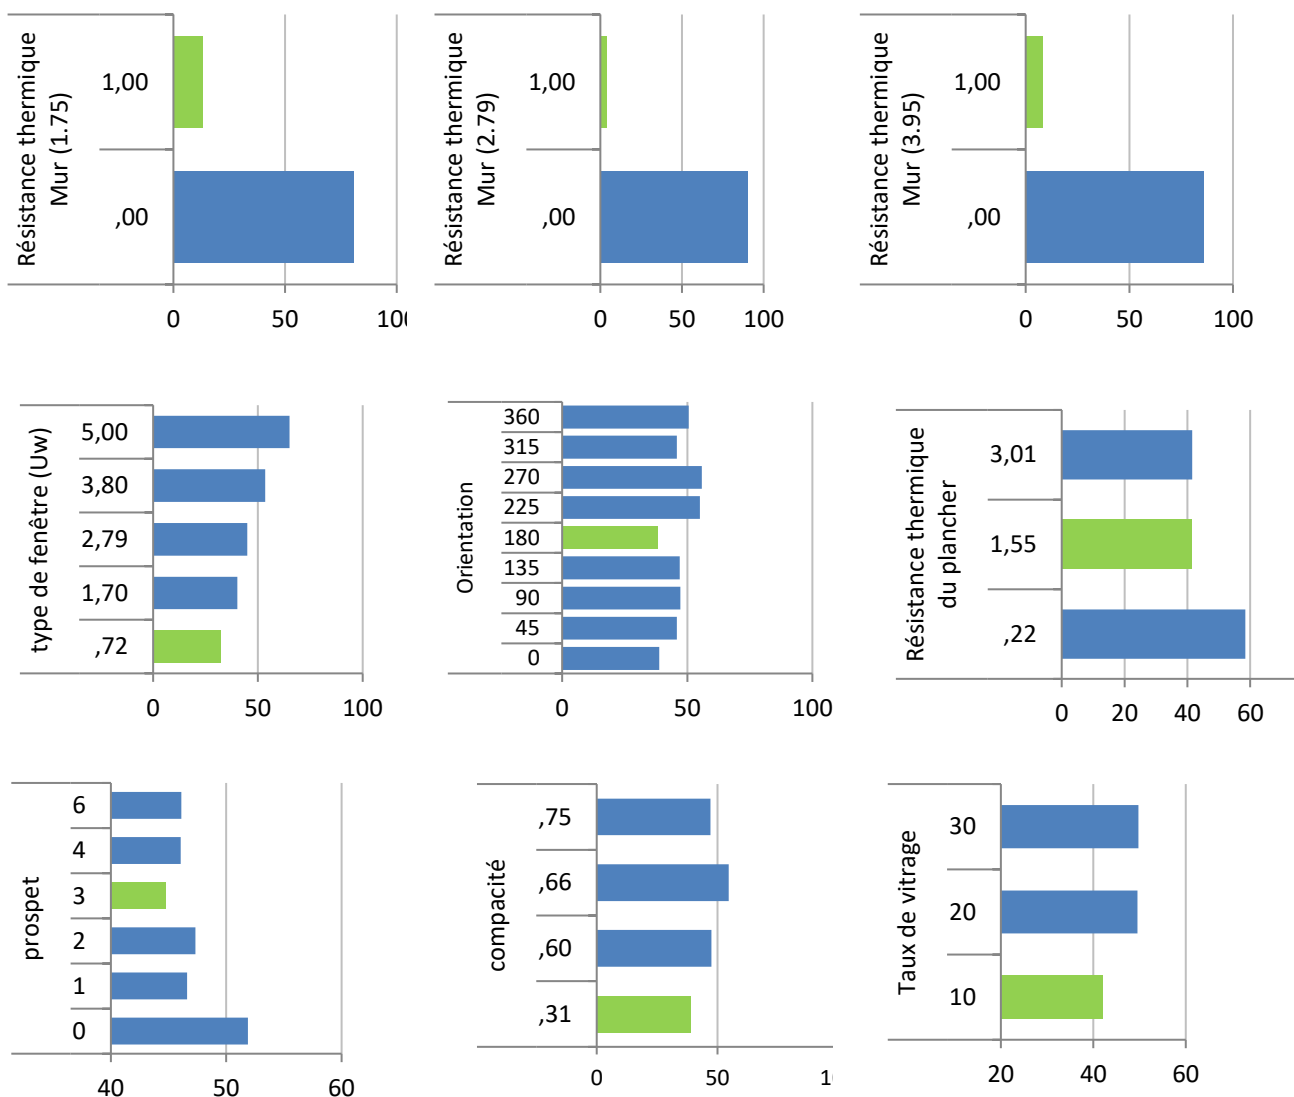 Résistance thermique
Mur (1.75)
1,00
,00
0 50 100
Résistance thermique
Mur (2.79)
1,00
,00
0 50 100
Résistance thermique
Mur (3.95)
1,00
,00
0 50 100
type de fenêtre (Uw)
5,00
3,80
2,79
1,70
,72
0 50 100
Orientation
360
315
270
225
180
135
90
45
0
0 50 100
Résistance thermique
du plancher
3,01
1,55
,22
0 20 40 60
prospet
6
4
3
2
1
0
40 50 60
compacité
,75
,66
,60
,31
0 50 1
Taux de vitrage
30
20
10
20 40 60